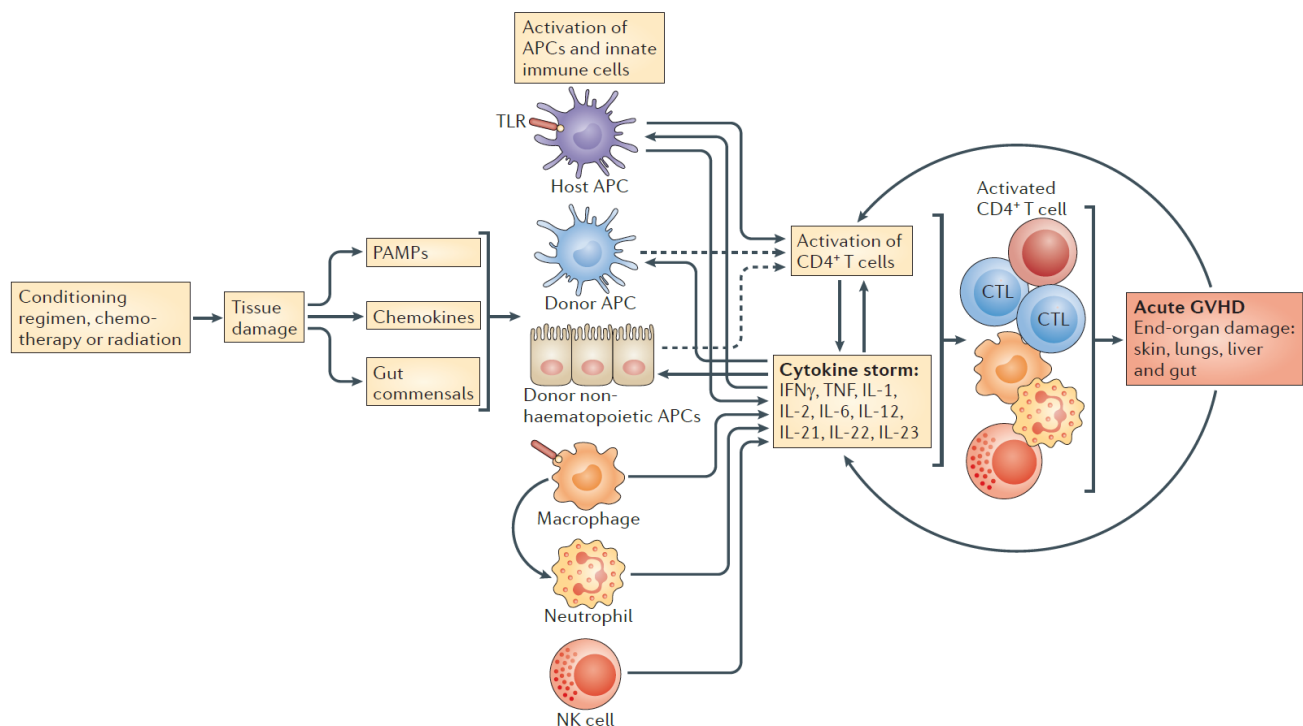 Activation of
APCs and innate
immune cells
TLR
Host APC
Donor APC
Donor non-
haematopoietic APCs
Macrophage
Neutrophil
NK cell
Conditioning
regimen, chemo-
therapy or radiation
Tissue
damage
PAMPs
Chemokines
Gut
commensals
Activation of
CD4⁺ T cells
Cytokine storm:
IFNγ, TNF, IL-1,
IL-2, IL-6, IL-12,
IL-21, IL-22, IL-23
Activated
CD4⁺ T cell
CTL
CTL
Acute GVHD
End-organ damage:
skin, lungs, liver
and gut